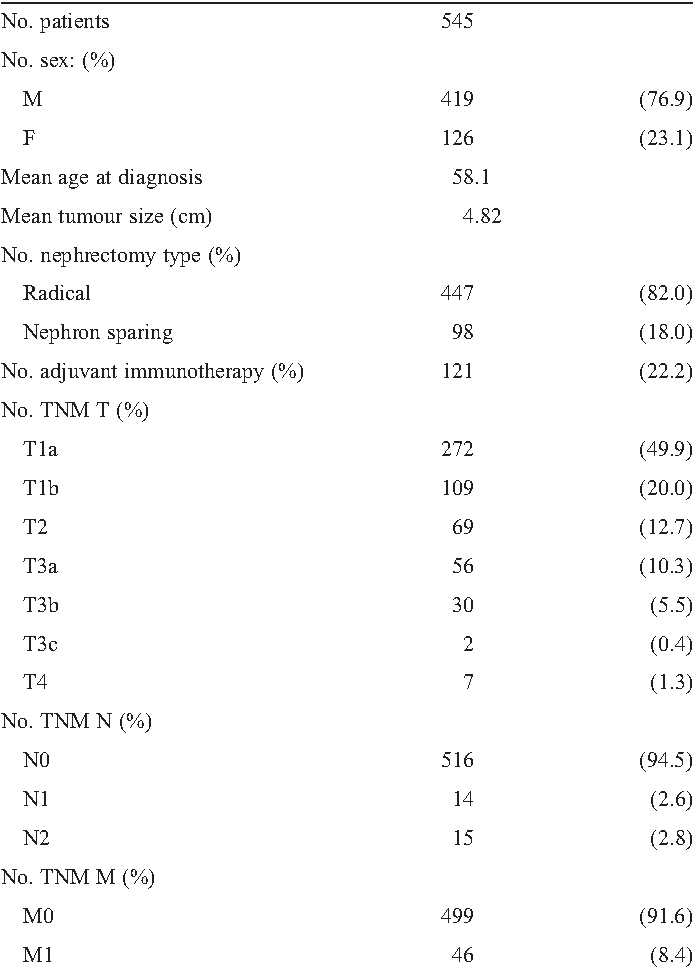 No. patients 545
No. sex: (%)
M 419 (76.9)
F 126 (23.1)
Mean age at diagnosis 58.1
Mean tumour size (cm) 4.82
No. nephrectomy type (%)
Radical 447 (82.0)
Nephron sparing 98 (18.0)
No. adjuvant immunotherapy (%) 121 (22.2)
No. TNM T (%)
T1a 272 (49.9)
T1b 109 (20.0)
T2 69 (12.7)
T3a 56 (10.3)
T3b 30 (5.5)
T3c 2 (0.4)
T4 7 (1.3)
No. TNM N (%)
N0 516 (94.5)
N1 14 (2.6)
N2 15 (2.8)
No. TNM M (%)
M0 499 (91.6)
M1 46 (8.4)